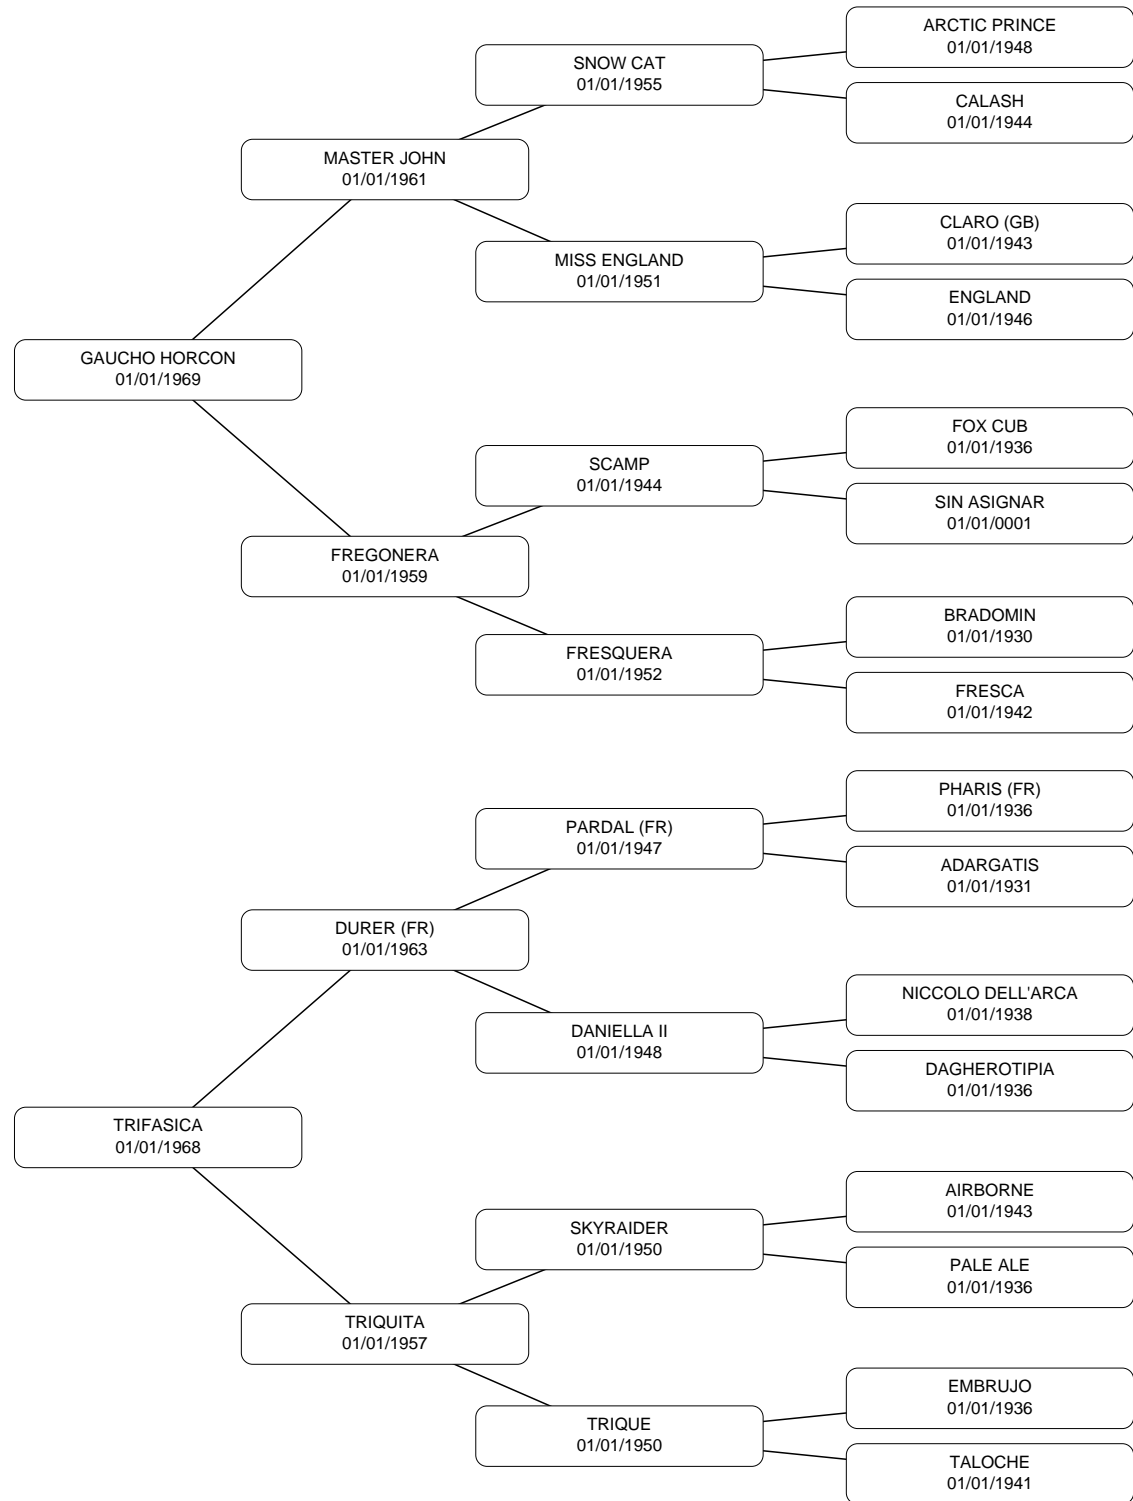 ARCTIC PRINCE
01/01/1948
SNOW CAT
01/01/1955
CALASH
01/01/1944
MASTER JOHN
01/01/1961
CLARO (GB)
01/01/1943
MISS ENGLAND
01/01/1951
ENGLAND
01/01/1946
GAUCHO HORCON
01/01/1969
FOX CUB
01/01/1936
SCAMP
01/01/1944
SIN ASIGNAR
01/01/0001
FREGONERA
01/01/1959
BRADOMIN
01/01/1930
FRESQUERA
01/01/1952
FRESCA
01/01/1942
PHARIS (FR)
01/01/1936
PARDAL (FR)
01/01/1947
ADARGATIS
01/01/1931
DURER (FR)
01/01/1963
NICCOLO DELL'ARCA
01/01/1938
DANIELLA II
01/01/1948
DAGHEROTIPIA
01/01/1936
TRIFASICA
01/01/1968
AIRBORNE
01/01/1943
SKYRAIDER
01/01/1950
PALE ALE
01/01/1936
TRIQUITA
01/01/1957
EMBRUJO
01/01/1936
TRIQUE
01/01/1950
TALOCHE
01/01/1941